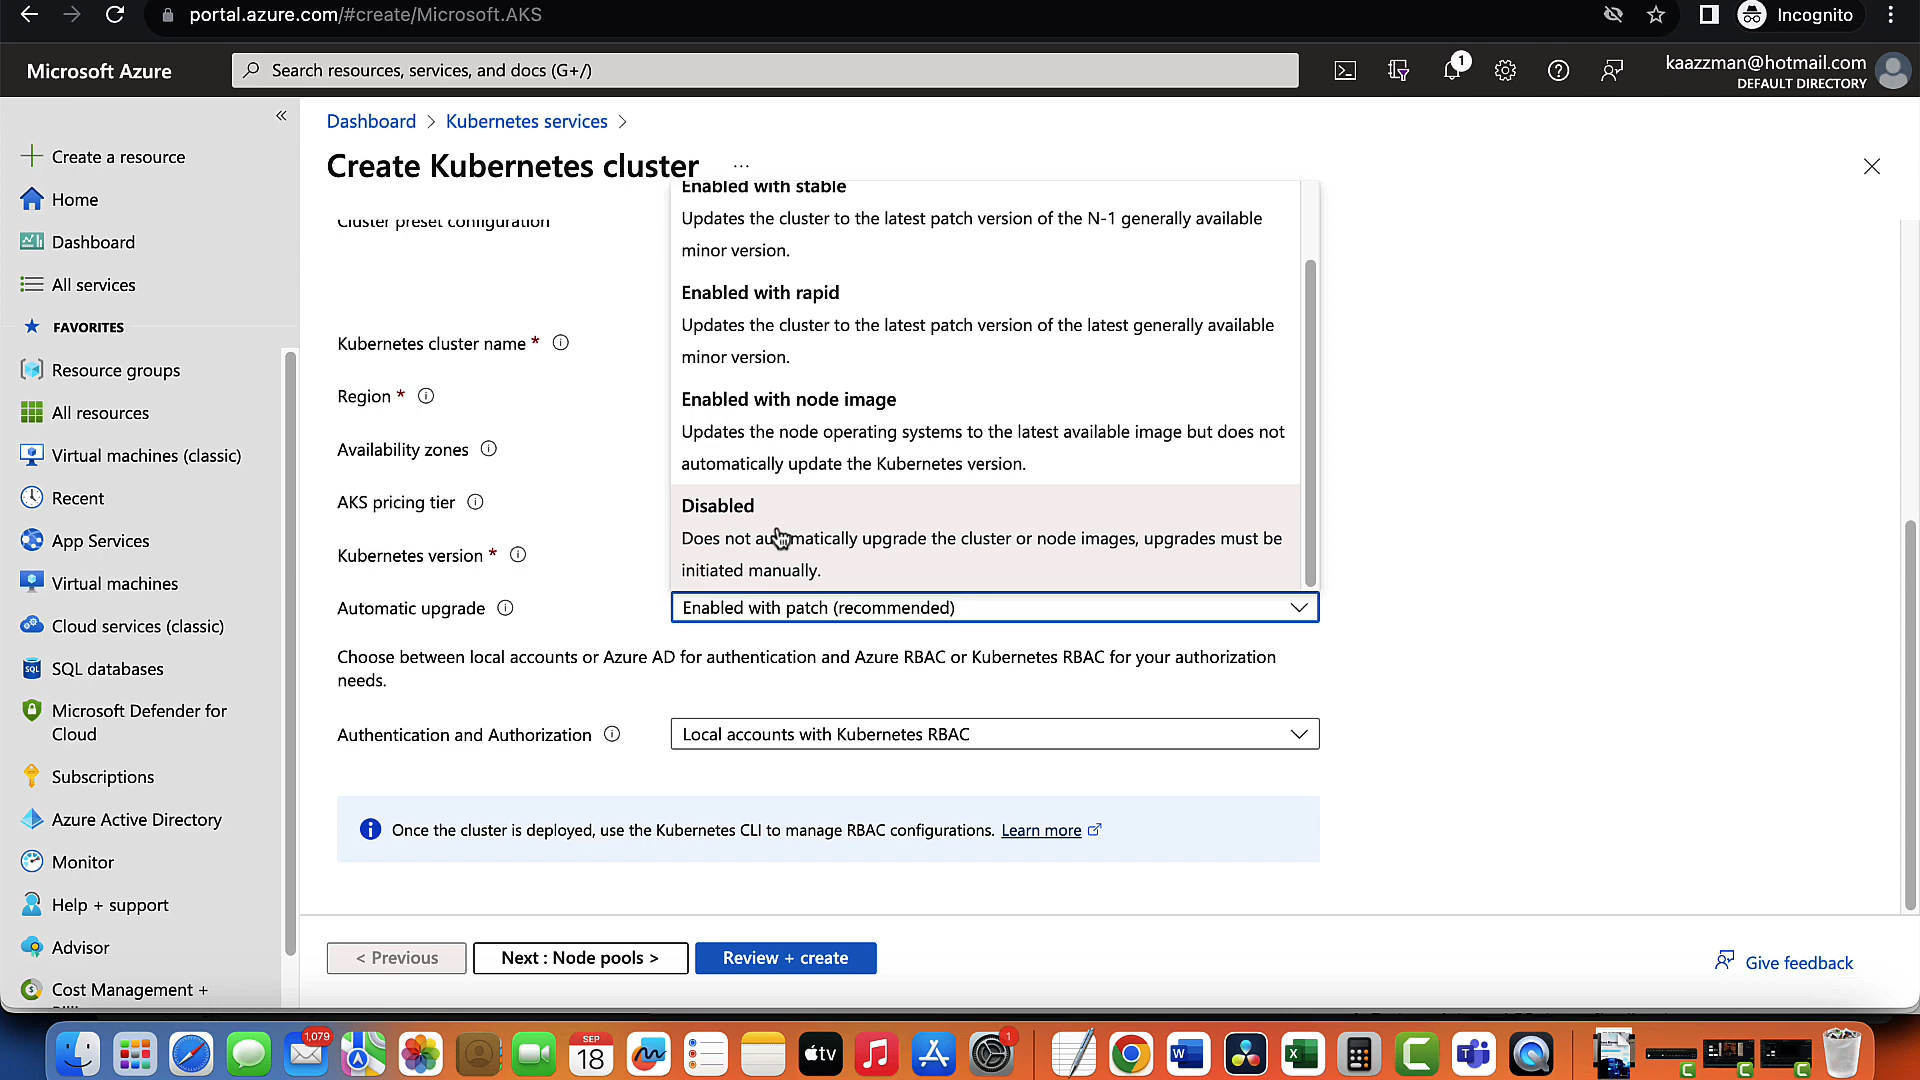 portal.azure.com/#create/Microsoft.AKS
Incognito
Microsoft Azure
Search resources, services, and docs (G+/)
1
kaazzman@hotmail.com
DEFAULT DIRECTORY
«
Create a resource
Home
Dashboard
All services
FAVORITES
Resource groups
All resources
Virtual machines (classic)
Recent
App Services
Virtual machines
Cloud services (classic)
SQL databases
Microsoft Defender for
Cloud
Subscriptions
Azure Active Directory
Monitor
Help + support
Advisor
Cost Management +
Dashboard > Kubernetes services >
Create Kubernetes cluster ...
Cluster preset configuration
Kubernetes cluster name *
Region *
Availability zones
AKS pricing tier
Kubernetes version *
Automatic upgrade
Enabled with stable
Updates the cluster to the latest patch version of the N-1 generally available
minor version.
Enabled with rapid
Updates the cluster to the latest patch version of the latest generally available
minor version.
Enabled with node image
Updates the node operating systems to the latest available image but does not
automatically update the Kubernetes version.
Disabled
Does not automatically upgrade the cluster or node images, upgrades must be
initiated manually.
Enabled with patch (recommended)
Choose between local accounts or Azure AD for authentication and Azure RBAC or Kubernetes RBAC for your authorization
needs.
Authentication and Authorization
Local accounts with Kubernetes RBAC
Once the cluster is deployed, use the Kubernetes CLI to manage RBAC configurations. Learn more
< Previous
Next : Node pools >
Review + create
Give feedback
1,079
SEP
18
tv
1